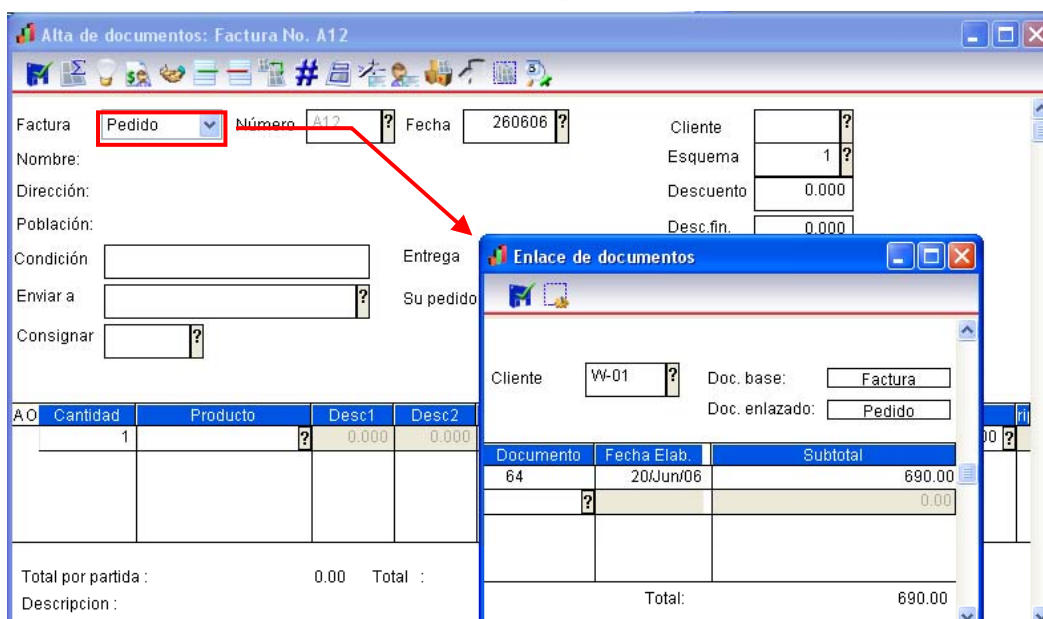 Alta de documentos: Factura No. A12
Factura Pedido Número A12 ? Fecha 260606 ? Cliente ?
Nombre: Esquema 1 ?
Dirección: Descuento 0.000
Población: Desc.fin. 0.000
Condición Entrega
Enviar a ? Su pedido
Consignar ?
A O Cantidad Producto Desc1 Desc2
1 ? 0.000 0.000
Total por partida : 0.00 Total :
Descripcion :
Enlace de documentos
Cliente W-01 ? Doc. base: Factura
Doc. enlazado: Pedido
Documento Fecha Elab. Subtotal
64 20/Jun/06 690.00
? 0.00
Total: 690.00